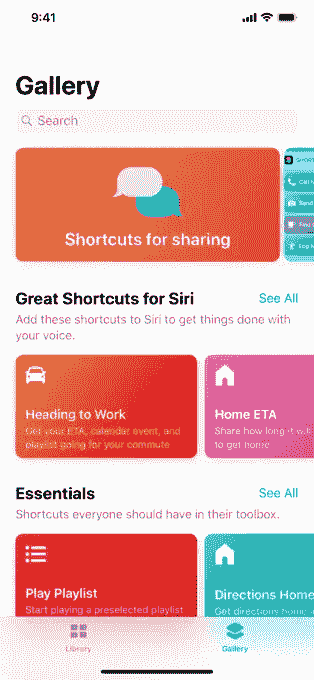 9:41
Gallery
Search
Shortcuts for sharing
Great Shortcuts for Siri
See All
Add these shortcuts to Siri to get things done with
your voice.
Heading to Work
Get your ETA, calendar event, and
playlist going for your commute
Home ETA
Share how long it will
to get home
Essentials
See All
Shortcuts everyone should have in their toolbox.
Play Playlist
Start playing a preselected playlist
Directions Home
Get directions home
Library
Gallery